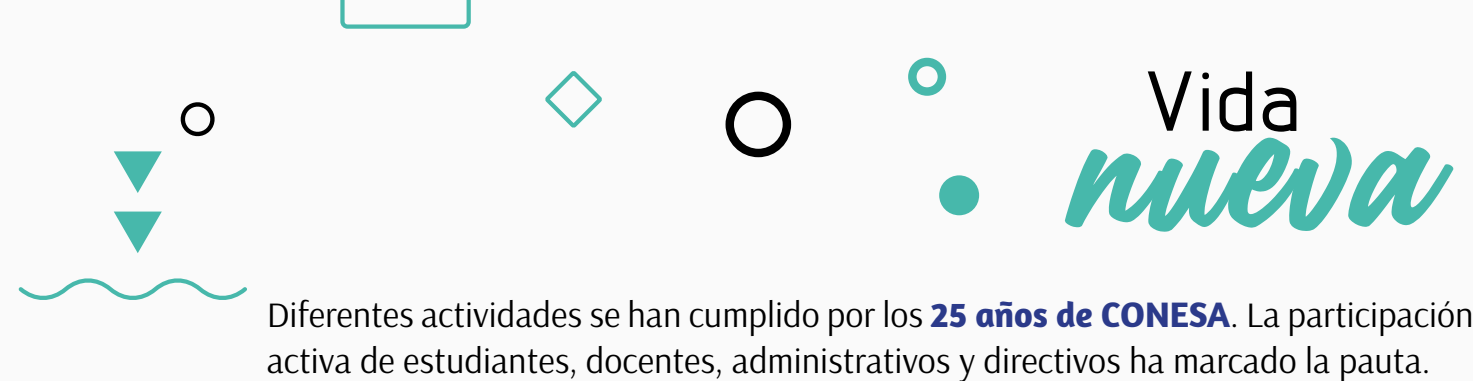 Vida
nueva
Diferentes actividades se han cumplido por los 25 años de CONESA. La participación
activa de estudiantes, docentes, administrativos y directivos ha marcado la pauta.